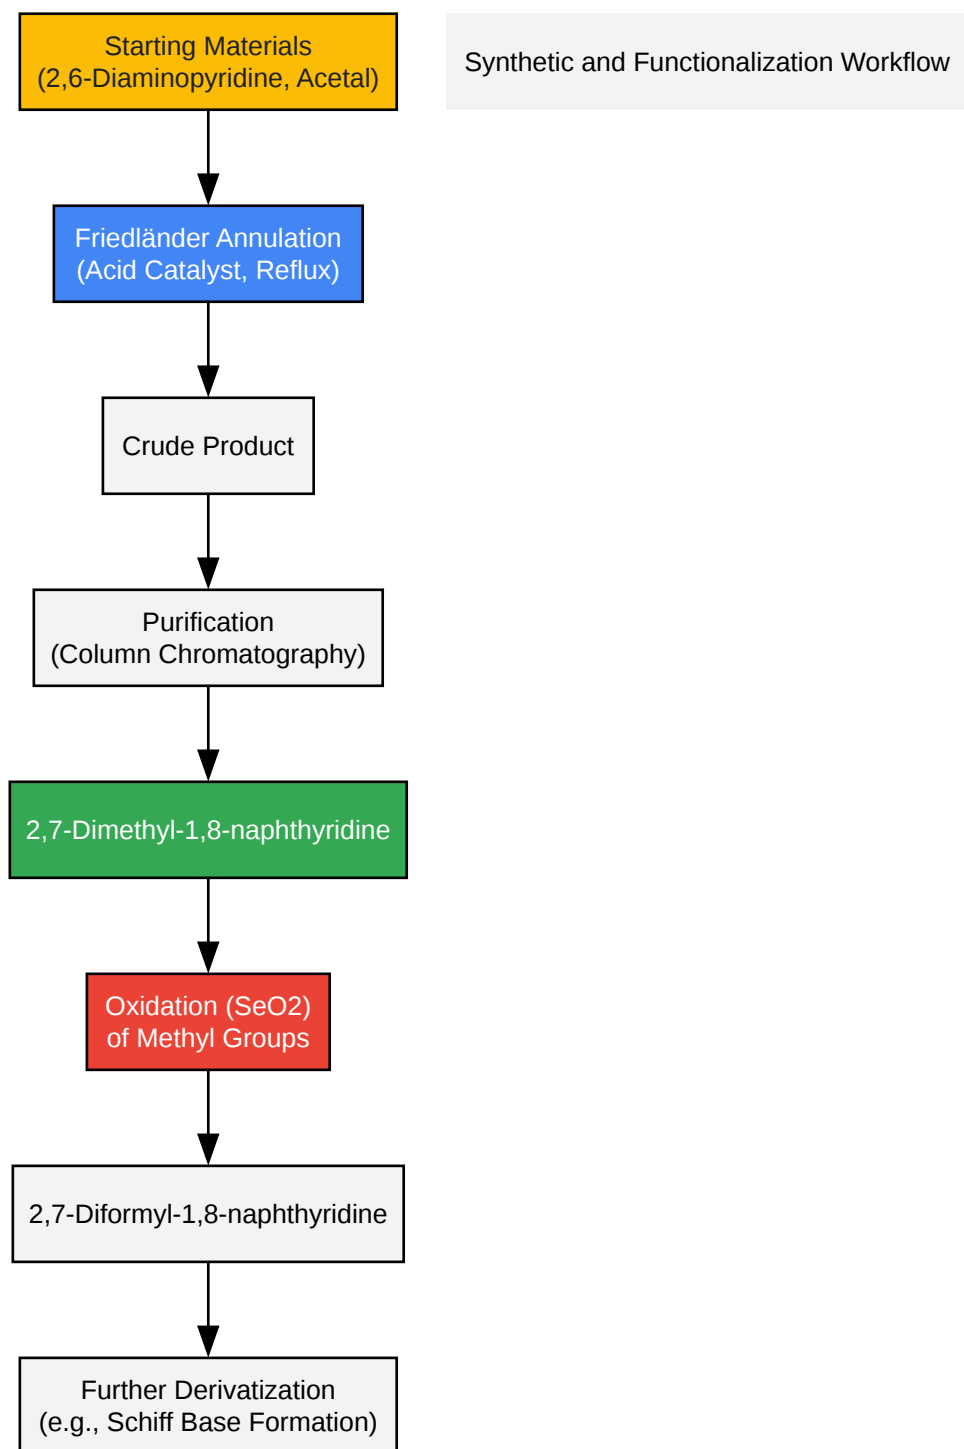 Starting Materials
(2,6-Diaminopyridine, Acetal)
Synthetic and Functionalization Workflow
Friedländer Annulation
(Acid Catalyst, Reflux)
Crude Product
Purification
(Column Chromatography)
2,7-Dimethyl-1,8-naphthyridine
Oxidation (SeO2)
of Methyl Groups
2,7-Diformyl-1,8-naphthyridine
Further Derivatization
(e.g., Schiff Base Formation)